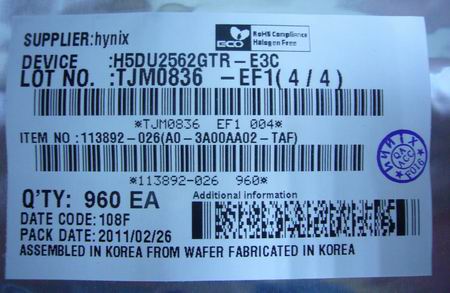 SUPPLIER:hynix
ECO
RoHS Compliance
Halogen Free
DEVICE :H5DU2562GTR-E3C
LOT NO. :TJM0836 -EF1(4/4)
*TJM0836 EF1 004*
ITEM NO :113892-026(A0-3A00AA02-TAF)
*113892-026 960*
HYNIX
QA1
Q'TY: 960 EA
Additional information
DATE CODE:108F
PACK DATE:2011/02/26
ASSEMBLED IN KOREA FROM WAFER FABRICATED IN KOREA